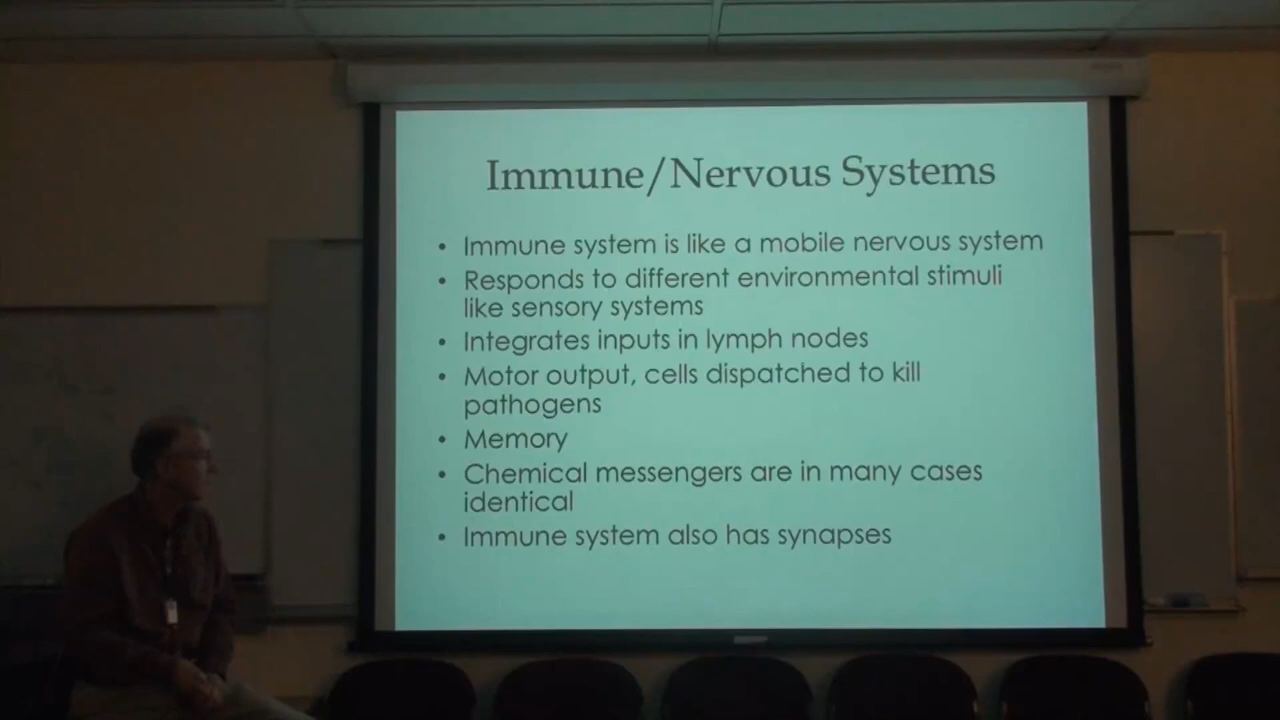 Immune/Nervous Systems
• Immune system is like a mobile nervous system
• Responds to different environmental stimuli
like sensory systems
• Integrates inputs in lymph nodes
• Motor output, cells dispatched to kill
pathogens
• Memory
• Chemical messengers are in many cases
identical
• Immune system also has synapses